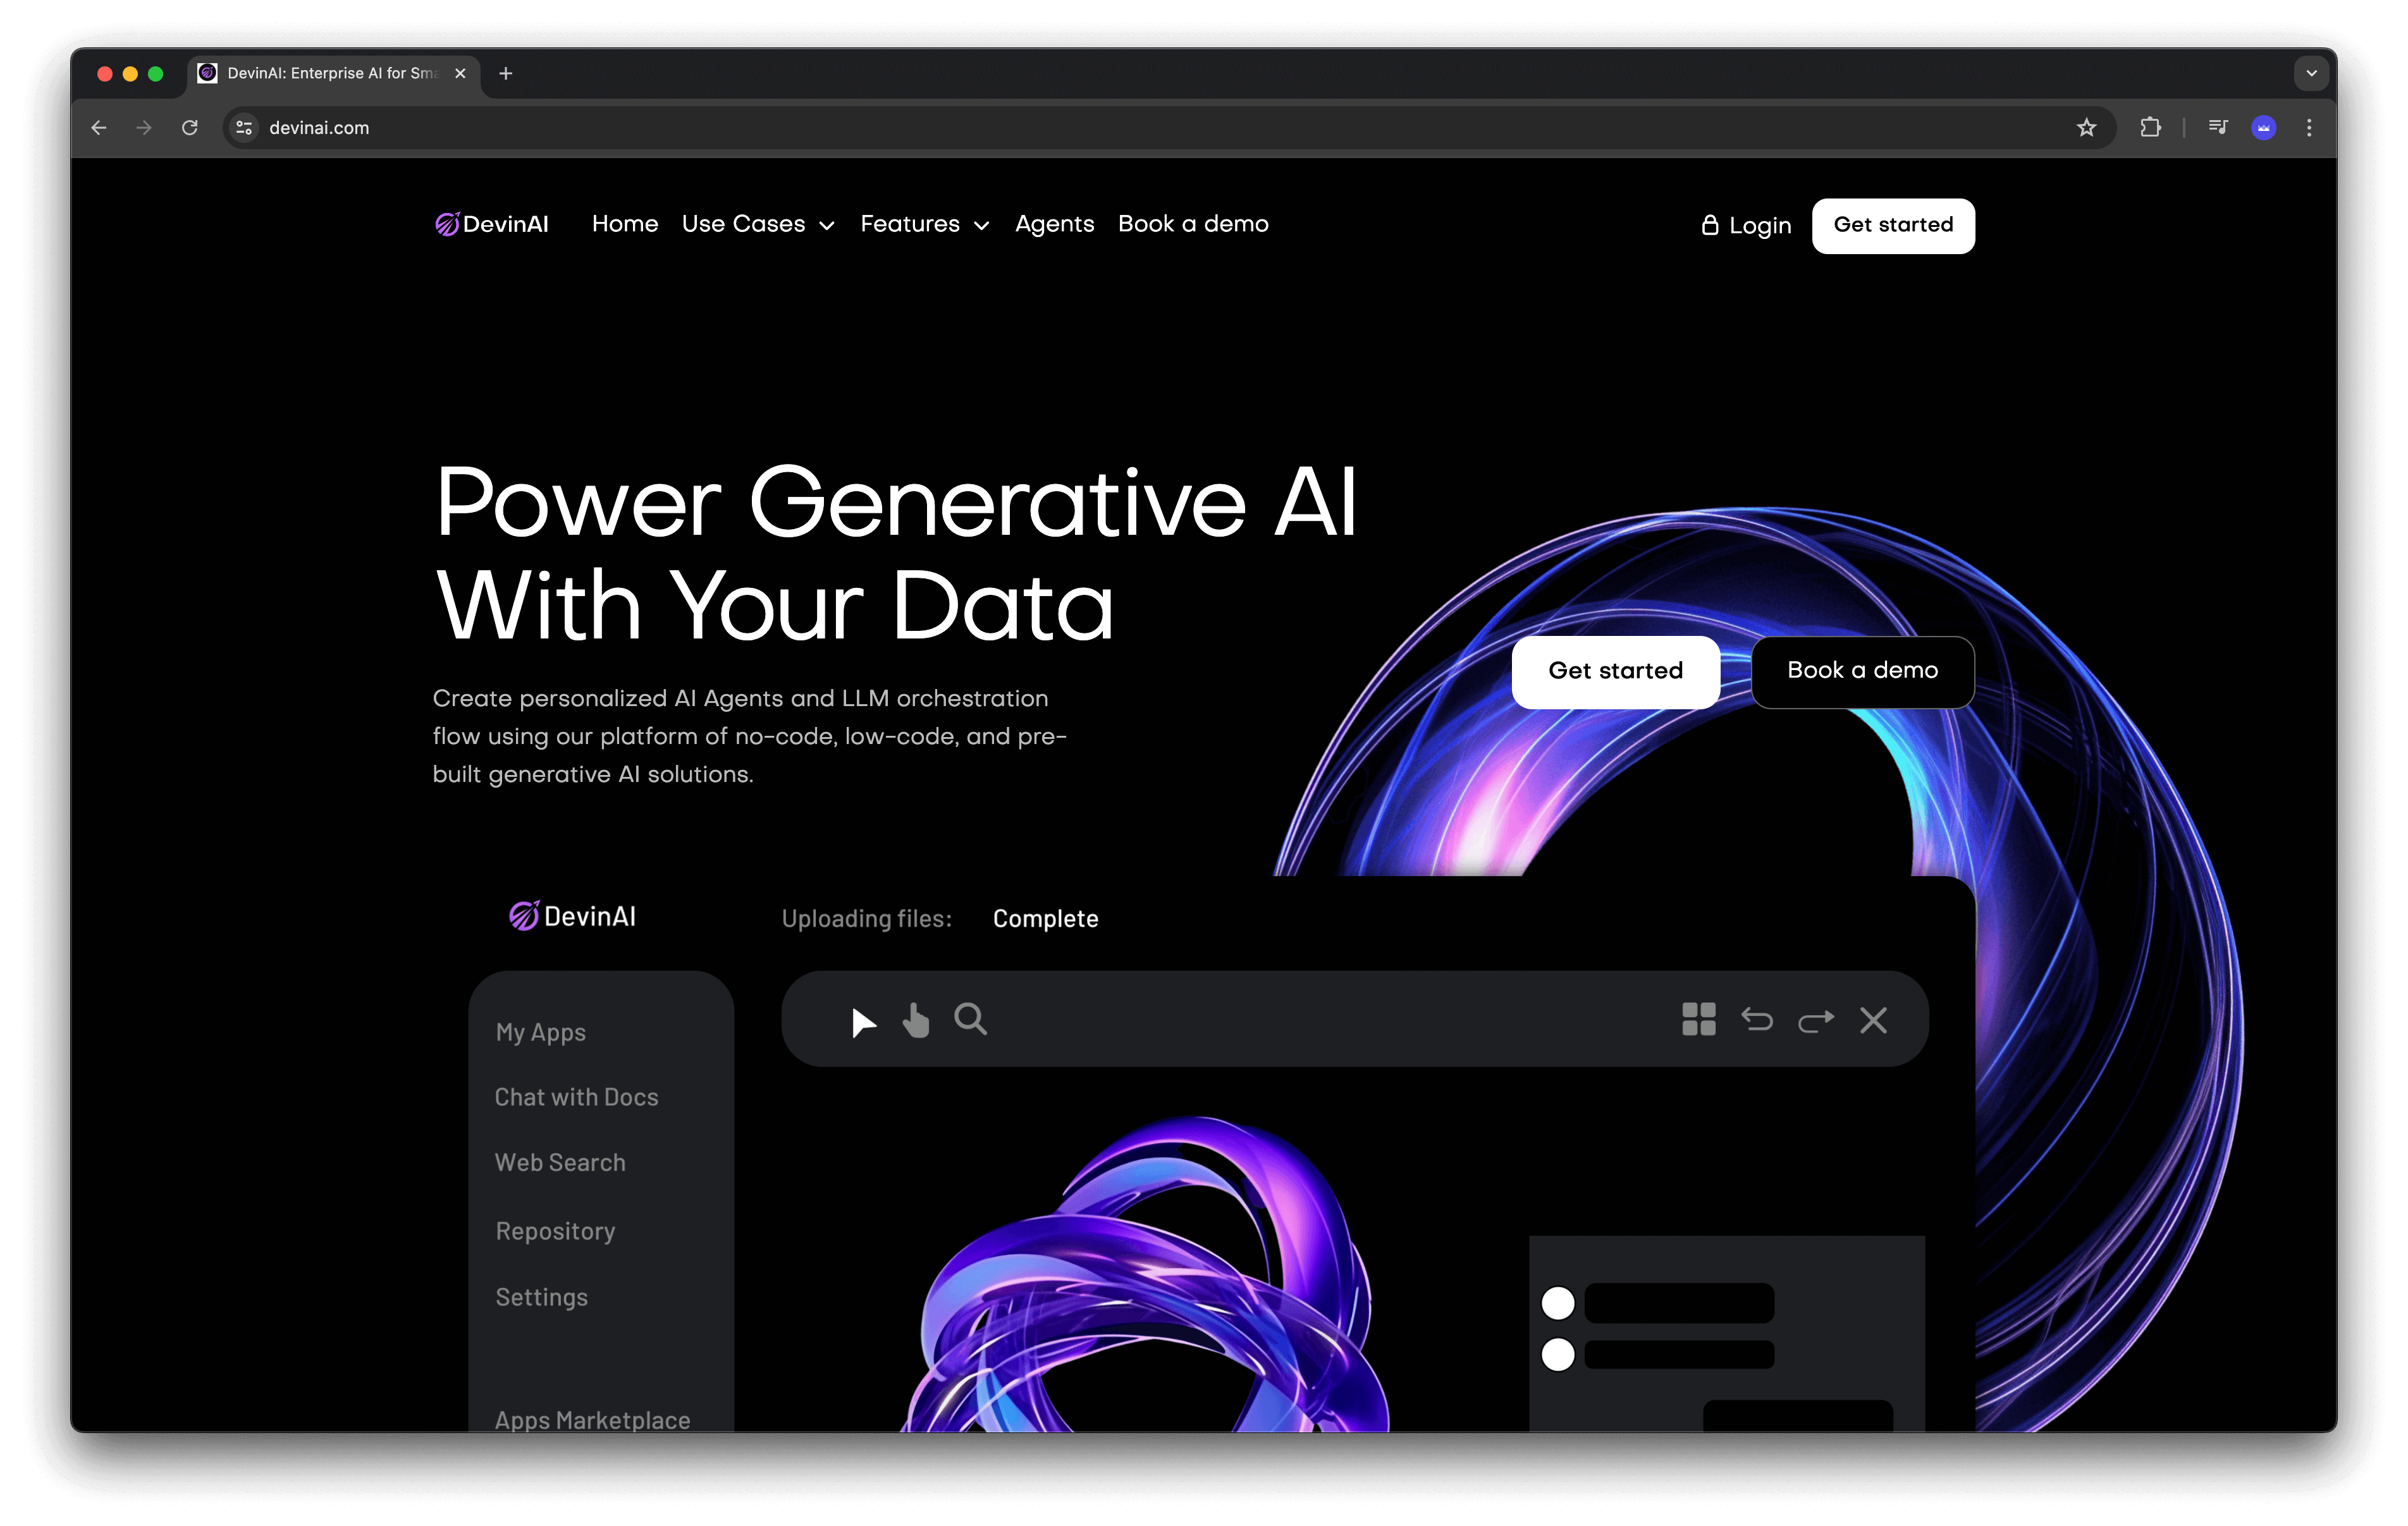 DevinAI: Enterprise AI for Sma
devinai.com
DevinAI Home Use Cases Features Agents Book a demo Login Get started
Power Generative AI
With Your Data
Get started Book a demo
Create personalized AI Agents and LLM orchestration
flow using our platform of no-code, low-code, and pre-
built generative AI solutions.
DevinAI Uploading files: Complete
My Apps
Chat with Docs
Web Search
Repository
Settings
Apps Marketplace